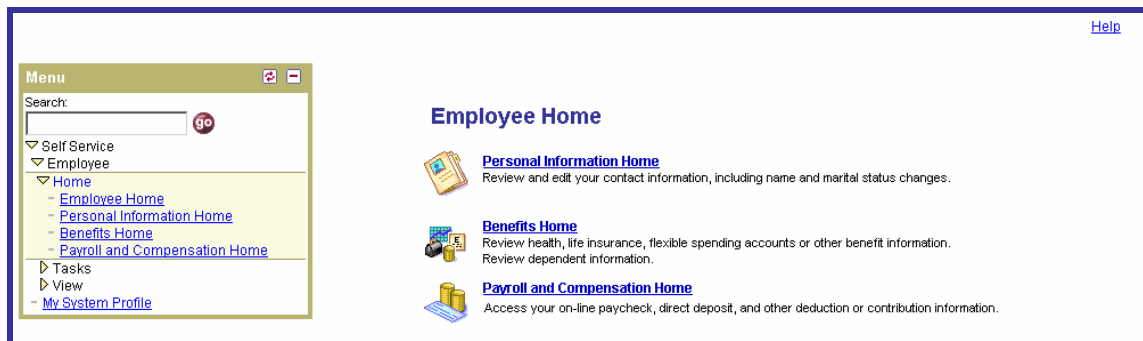 Help
Menu
Search:
go
Self Service
Employee
Home
Employee Home
Personal Information Home
Benefits Home
Payroll and Compensation Home
Tasks
View
My System Profile
Employee Home
Personal Information Home
Review and edit your contact information, including name and marital status changes.
Benefits Home
Review health, life insurance, flexible spending accounts or other benefit information.
Review dependent information.
Payroll and Compensation Home
Access your on-line paycheck, direct deposit, and other deduction or contribution information.